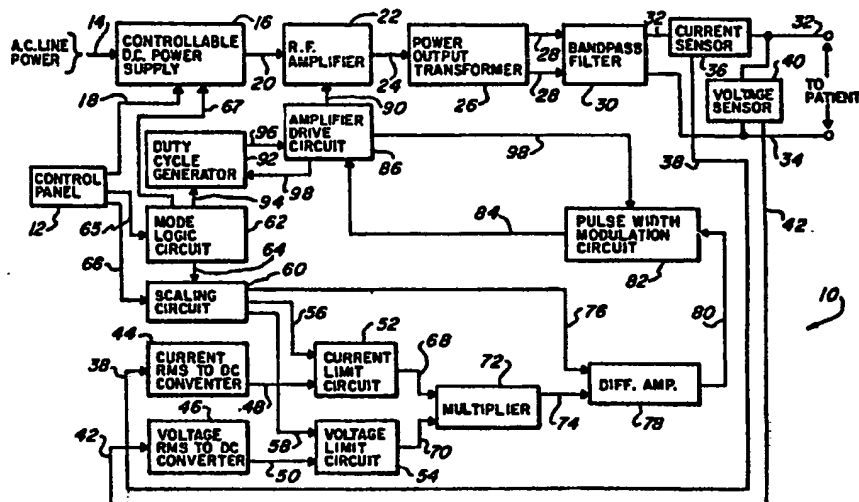 A.C. LINE POWER
14
CONTROLLABLE D.C. POWER SUPPLY
16
18
67
20
R.F. AMPLIFIER
22
24
POWER OUTPUT TRANSFORMER
26
28
28
BANDPASS FILTER
30
32
CURRENT SENSOR
36
32
40
VOLTAGE SENSOR
TO PATIENT
34
38
42
90
96
DUTY CYCLE GENERATOR
92
AMPLIFIER DRIVE CIRCUIT
86
98
98
94
CONTROL PANEL
12
65
66
MODE LOGIC CIRCUIT
62
64
84
PULSE WIDTH MODULATION CIRCUIT
82
60
SCALING CIRCUIT
56
76
80
10
44
CURRENT RMS TO DC CONVERTER
38
48
52
CURRENT LIMIT CIRCUIT
68
72
MULTIPLIER
74
DIFF. AMP.
78
46
VOLTAGE RMS TO DC CONVERTER
42
50
58
VOLTAGE LIMIT CIRCUIT
54
70